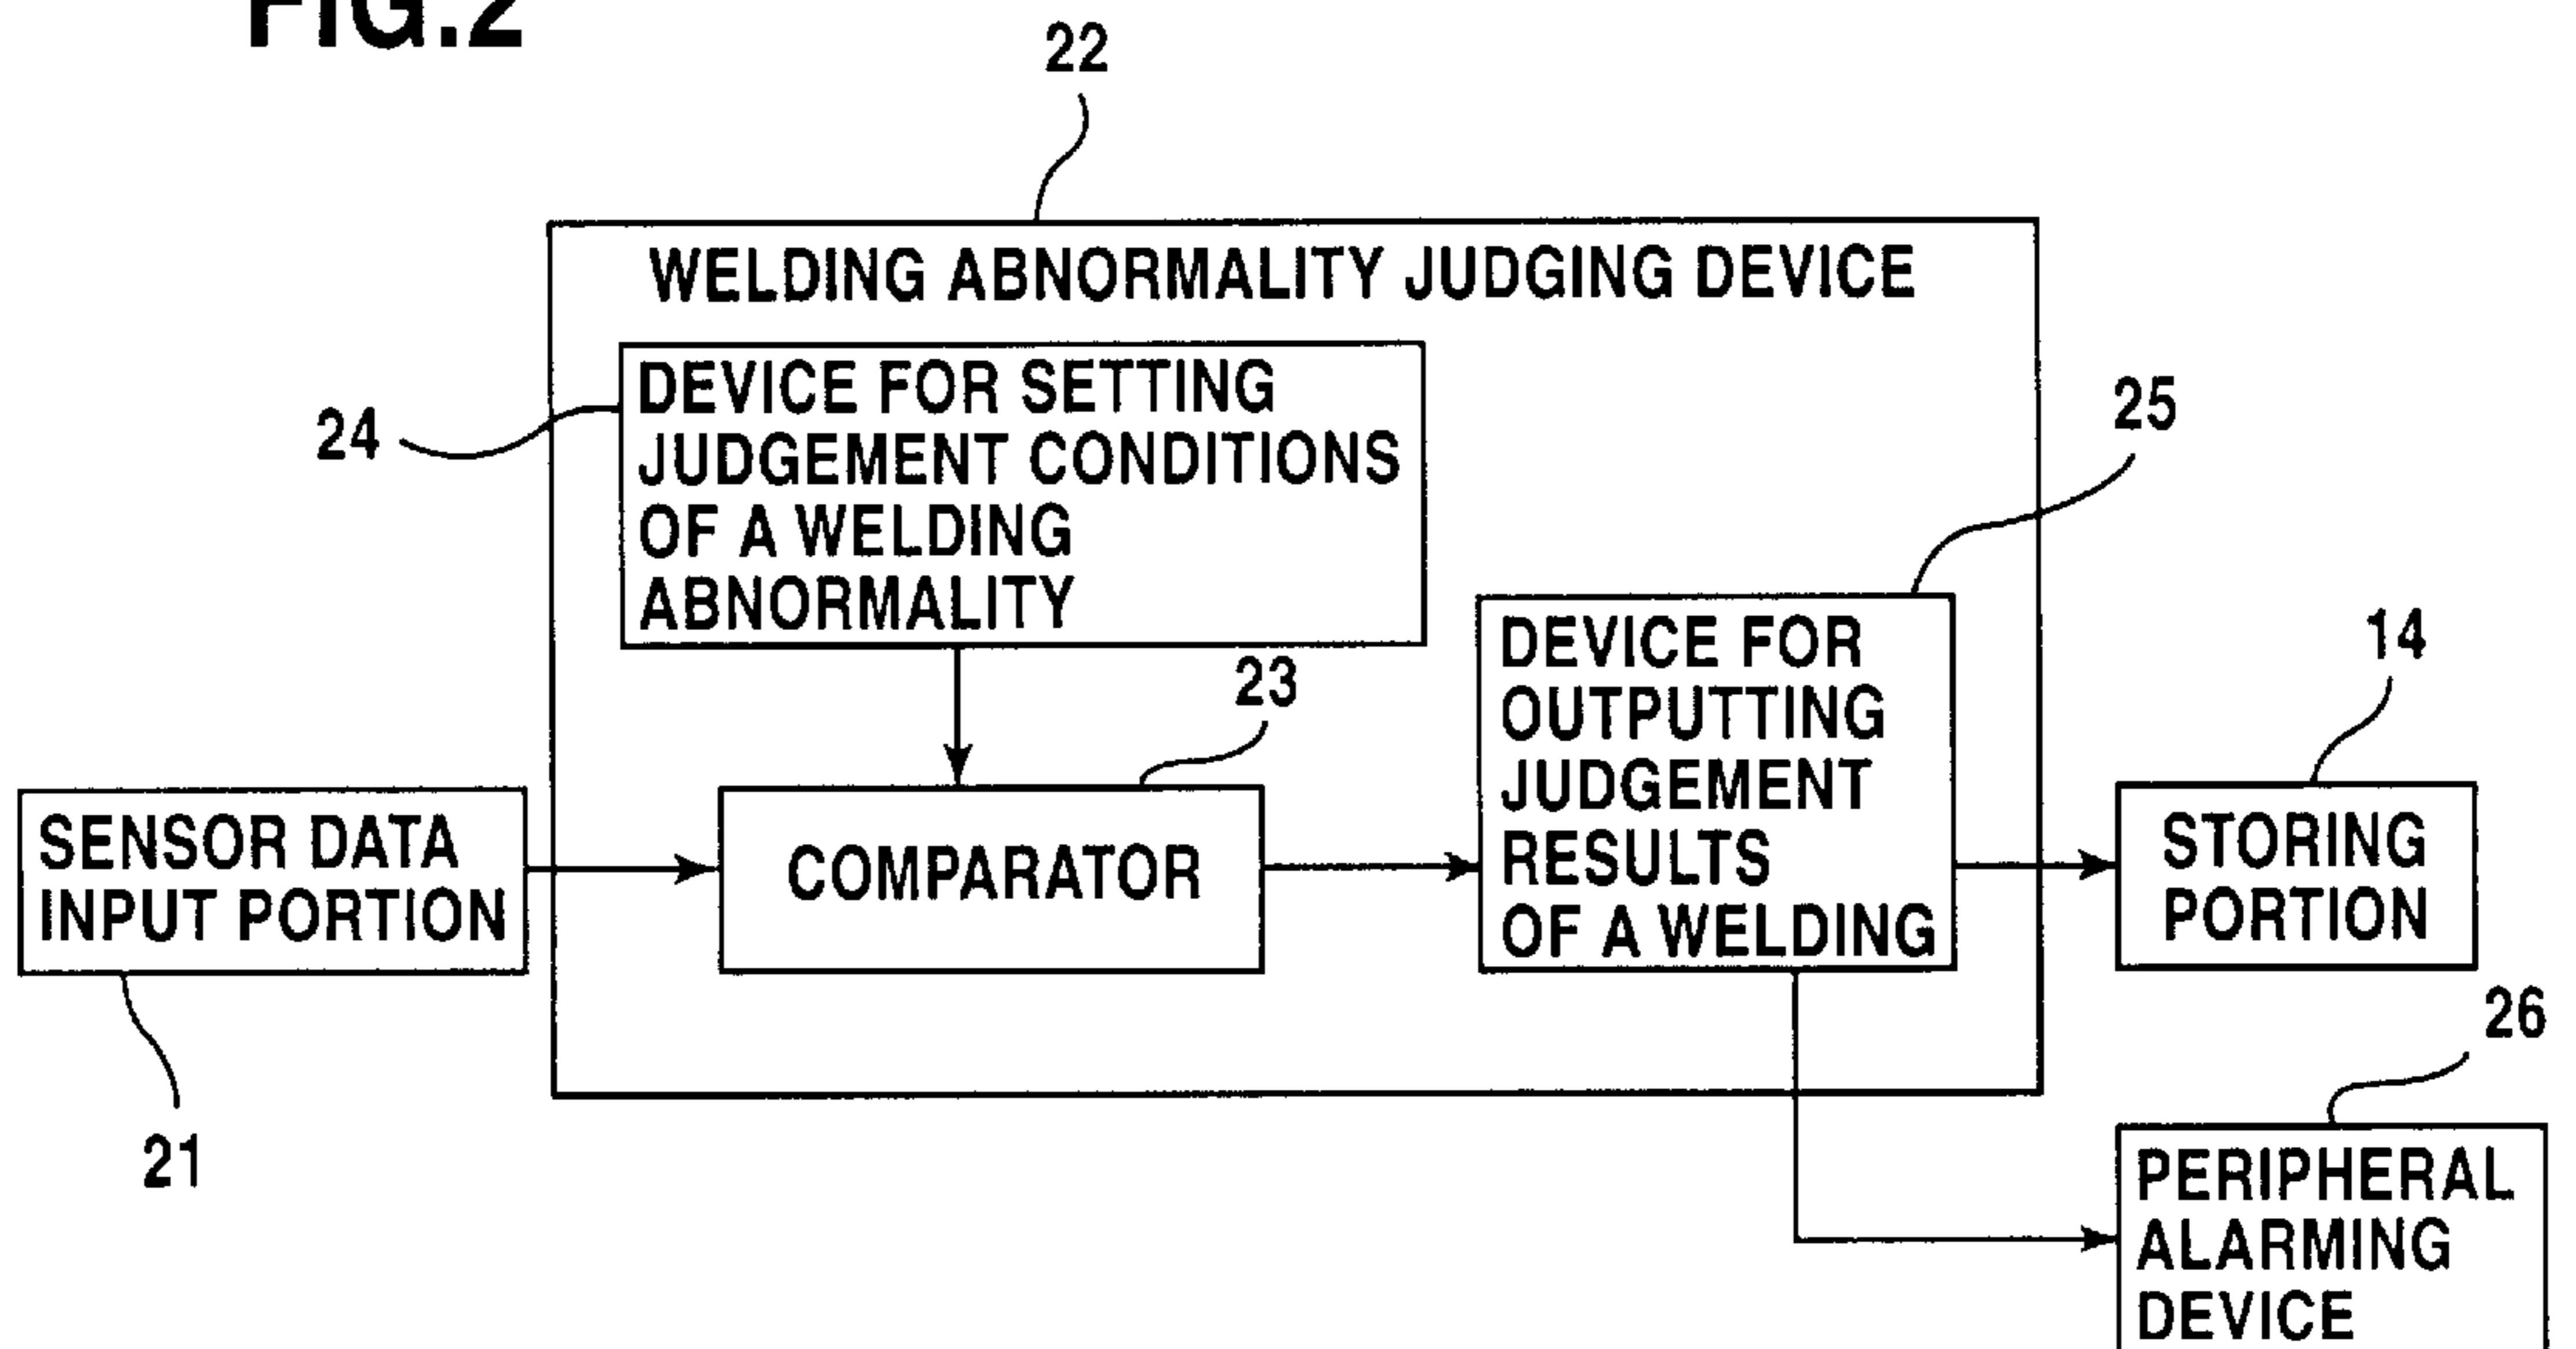 FIG.2
22
WELDING ABNORMALITY JUDGING DEVICE
24
DEVICE FOR SETTING
JUDGEMENT CONDITIONS
OF A WELDING
ABNORMALITY
25
23
DEVICE FOR
OUTPUTTING
JUDGEMENT
RESULTS
OF A WELDING
14
SENSOR DATA
INPUT PORTION
COMPARATOR
STORING
PORTION
21
26
PERIPHERAL
ALARMING
DEVICE